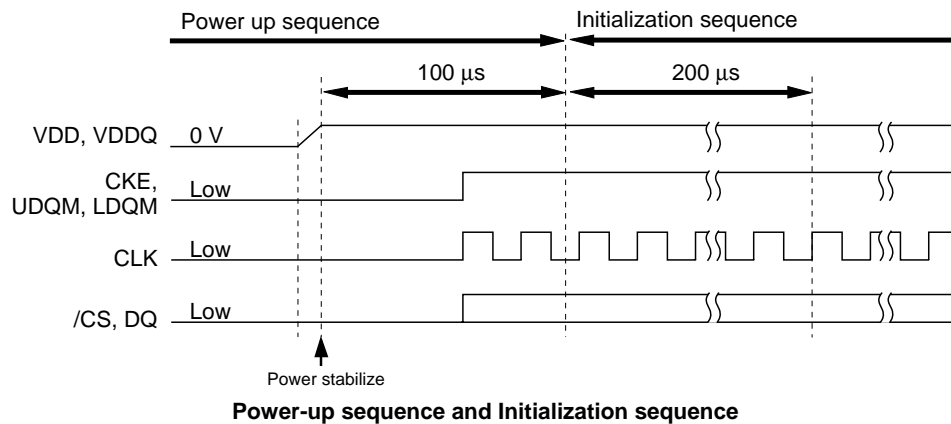 Power up sequence
Initialization sequence
100 μs
200 μs
VDD, VDDQ
0 V
CKE,
UDQM, LDQM
Low
CLK
Low
/CS, DQ
Low
Power stabilize
Power-up sequence and Initialization sequence